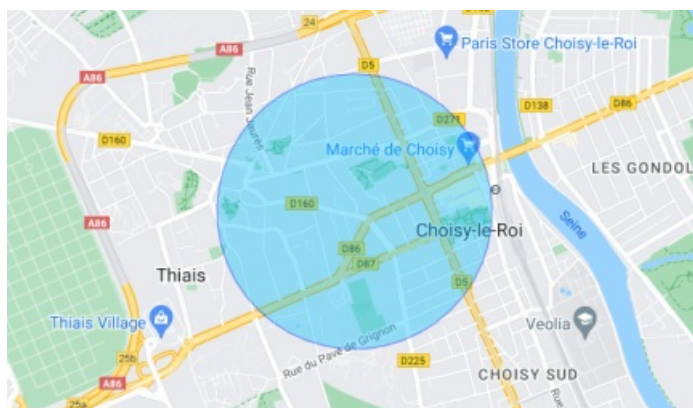 24
A86
Paris Store Choisy-le-Roi
D5
A86
Rue Jean Jaurès
D138
D86
D271
D160
Marché de Choisy
LES GONDOL
D160
A86
Choisy-le-Roi
Seine
D86
Thiais
D87
D5
Thiais Village
Veolia
25b
Rue du Pavé de Grignon
D225
A86
CHOISY SUD
25a
Rue